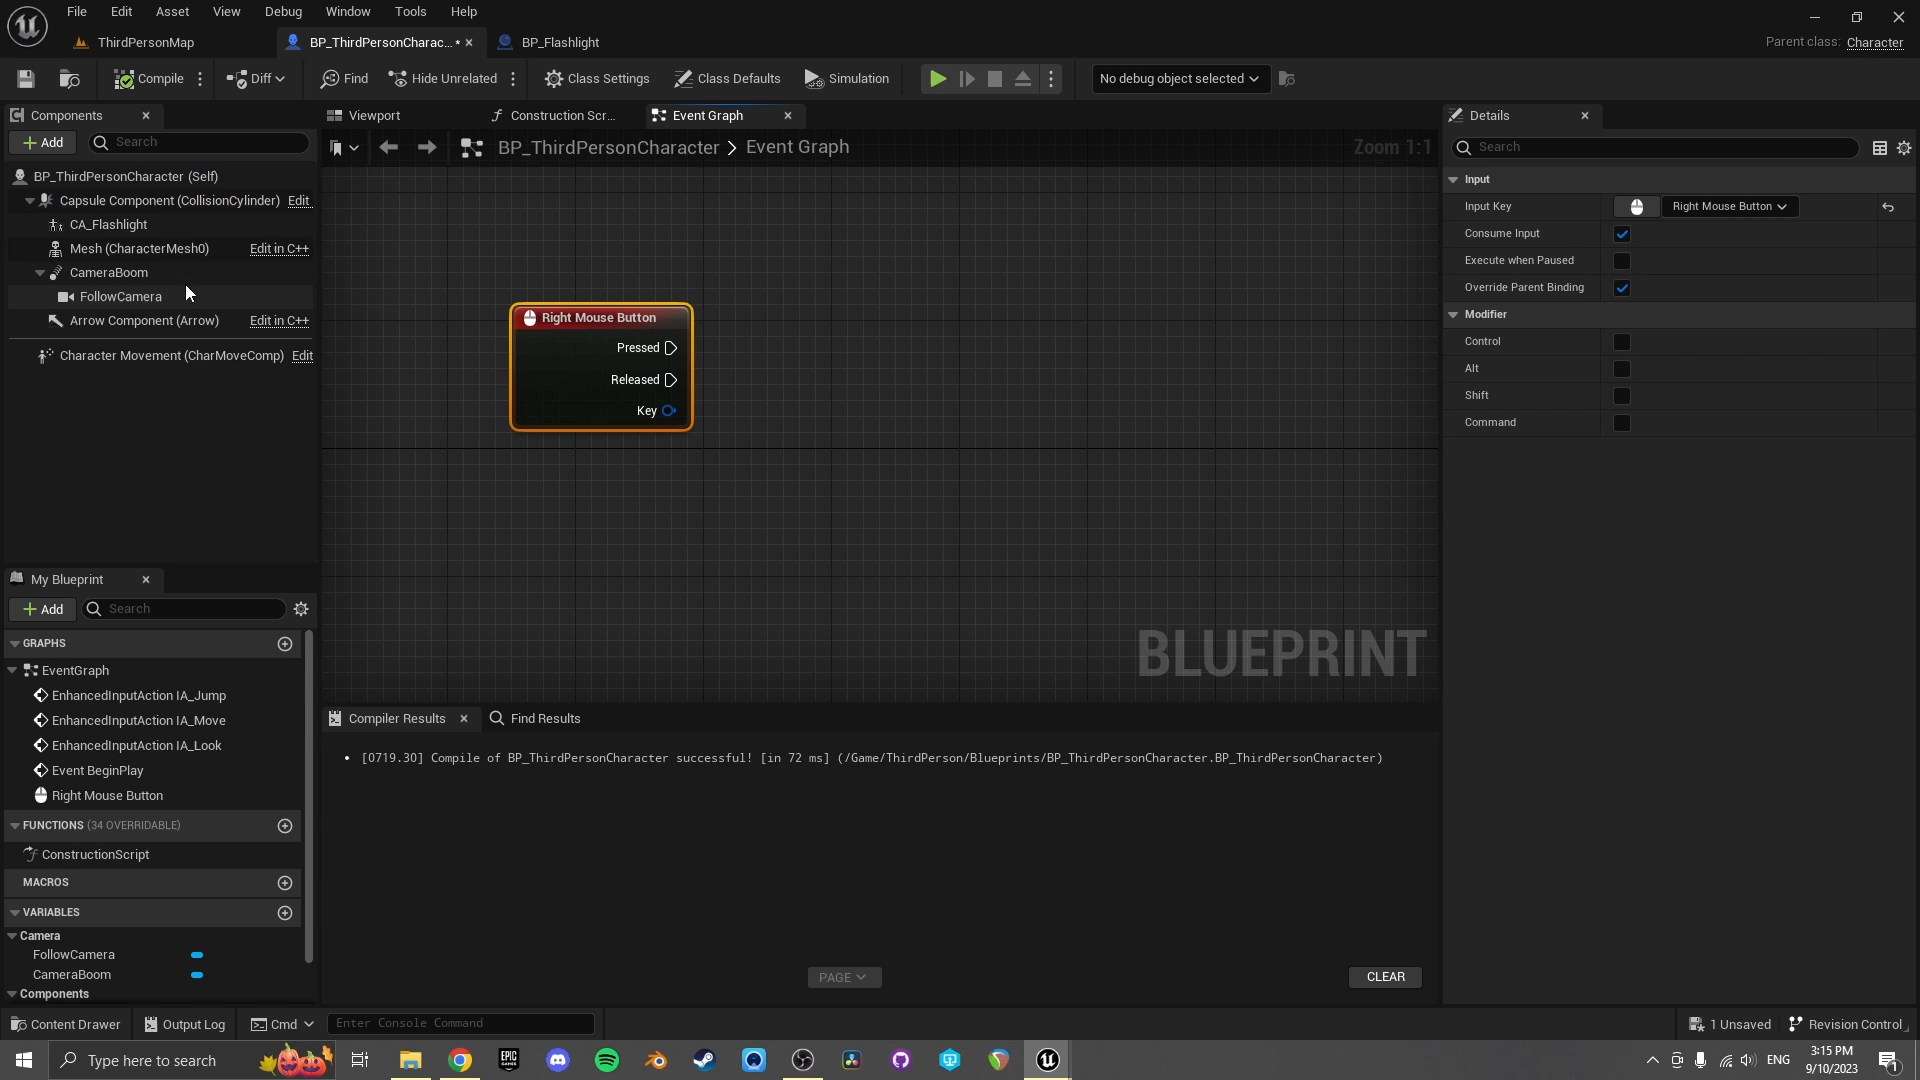 File Edit Asset View Debug Window Tools Help
ThirdPersonMap
BP_ThirdPersonCharac... *
BP_Flashlight
Parent class: Character
Compile
Diff
Find
Hide Unrelated
Class Settings
Class Defaults
Simulation
No debug object selected
Components
Add
Search
BP_ThirdPersonCharacter (Self)
Capsule Component (CollisionCylinder) Edit
CA_Flashlight
Mesh (CharacterMesh0) Edit in C++
CameraBoom
FollowCamera
Arrow Component (Arrow) Edit in C++
Character Movement (CharMoveComp) Edit
Viewport
Construction Scr...
Event Graph
BP_ThirdPersonCharacter > Event Graph
Zoom 1:1
Right Mouse Button
Pressed
Released
Key
BLUEPRINT
Details
Search
Input
Input Key Right Mouse Button
Consume Input
Execute when Paused
Override Parent Binding
Modifier
Control
Alt
Shift
Command
My Blueprint
Add
Search
GRAPHS
EventGraph
EnhancedInputAction IA_Jump
EnhancedInputAction IA_Move
EnhancedInputAction IA_Look
Event BeginPlay
Right Mouse Button
FUNCTIONS (34 OVERRIDABLE)
ConstructionScript
MACROS
VARIABLES
Camera
FollowCamera
CameraBoom
Components
Compiler Results
Find Results
• [0719.30] Compile of BP_ThirdPersonCharacter successful! [in 72 ms] (/Game/ThirdPerson/Blueprints/BP_ThirdPersonCharacter.BP_ThirdPersonCharacter)
PAGE
CLEAR
Content Drawer
Output Log
Cmd
Enter Console Command
1 Unsaved
Revision Control
Type here to search
EPIC GAMES
ENG
3:15 PM
9/10/2023
1